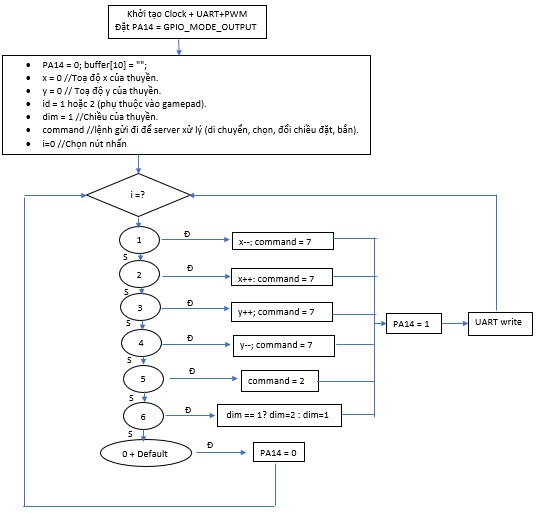 Khởi tạo Clock + UART+PWM
Đặt PA14 = GPIO_MODE_OUTPUT
PA14 = 0; buffer[10] = "";
x = 0 //Toạ độ x của thuyền.
y = 0 // Toạ độ y của thuyền.
id = 1 hoặc 2 (phụ thuộc vào gamepad).
dim = 1 //Chiều của thuyền.
command //lệnh gửi đi để server xử lý (di chuyển, chọn, đổi chiều đặt, bắn).
i=0 //Chọn nút nhấn
i =?
1
Đ
x--; command = 7
S
2
Đ
x++: command = 7
S
3
Đ
y++; command = 7
S
4
Đ
y--; command = 7
S
5
Đ
command = 2
S
6
Đ
dim == 1? dim=2 : dim=1
S
0 + Default
Đ
PA14 = 0
PA14 = 1
UART write